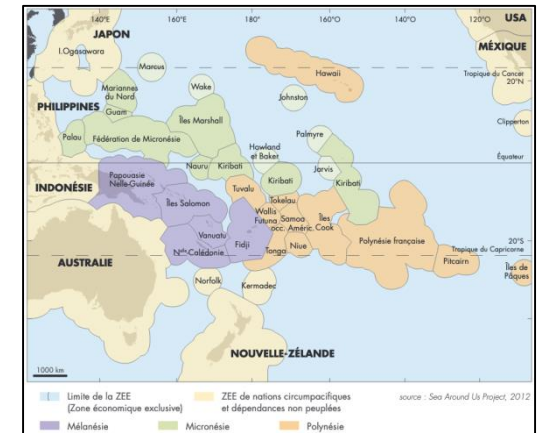 140°E 160°E 180° 160°O 140°O 120°O
USA
JAPON
MÉXIQUE
I.Ogasawara
Marcus
Hawaii
Tropique du Cancer
20°N
Wake
Mariannes
du Nord
Johnston
PHILIPPINES
Guam
Îles Marshall
Clipperton
Palmyre
Palau
Fédération de Micronésie
Howland
et Baket
Équateur
Nauru
Kiribati
Jarvis
Kiribati
Kiribati
INDONÉSIE
Papouasie
Nelle-Guinée
Tuvalu
Tokelau
Îles Salomon
Wallis
Futuna
Samoa
occ. Améric.
Îles
Cook
Vanuatu
Fidji
Polynésie française
20°S
Tropique du Capricorne
Nelle-Calédonie
Tonga
Niue
Pitcairn
Îles de
Pâques
AUSTRALIE
Norfolk
Kermadec
NOUVELLE-ZÉLANDE
1000 km
Limite de la ZEE
(Zone économique exclusive)
ZEE de nations circumpacifiques
et dépendances non peuplées
source : Sea Around Us Project, 2012
Mélanésie
Micronésie
Polynésie